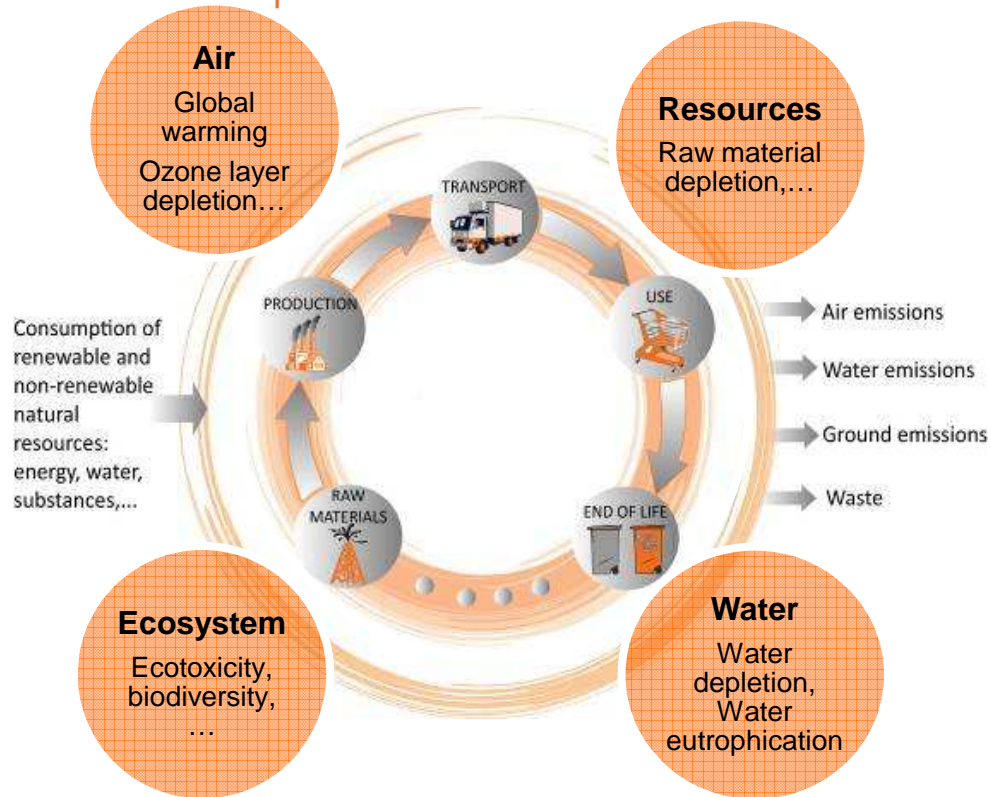 Air
Global
warming
Ozone layer
depletion…
Resources
Raw material
depletion,…
TRANSPORT
PRODUCTION
USE
Consumption of
renewable and
non-renewable
natural
resources:
energy, water,
substances,...
Air emissions
Water emissions
Ground emissions
Waste
RAW
MATERIALS
END OF LIFE
Ecosystem
Ecotoxicity,
biodiversity,
…
Water
Water
depletion,
Water
eutrophication